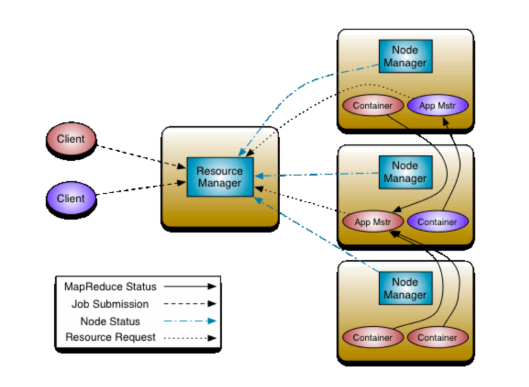 Node
Manager
Container
App Mstr
Client
Resource
Manager
Node
Manager
Client
App Mstr
Container
Node
Manager
MapReduce Status
Job Submission
Node Status
Resource Request
Container
Container